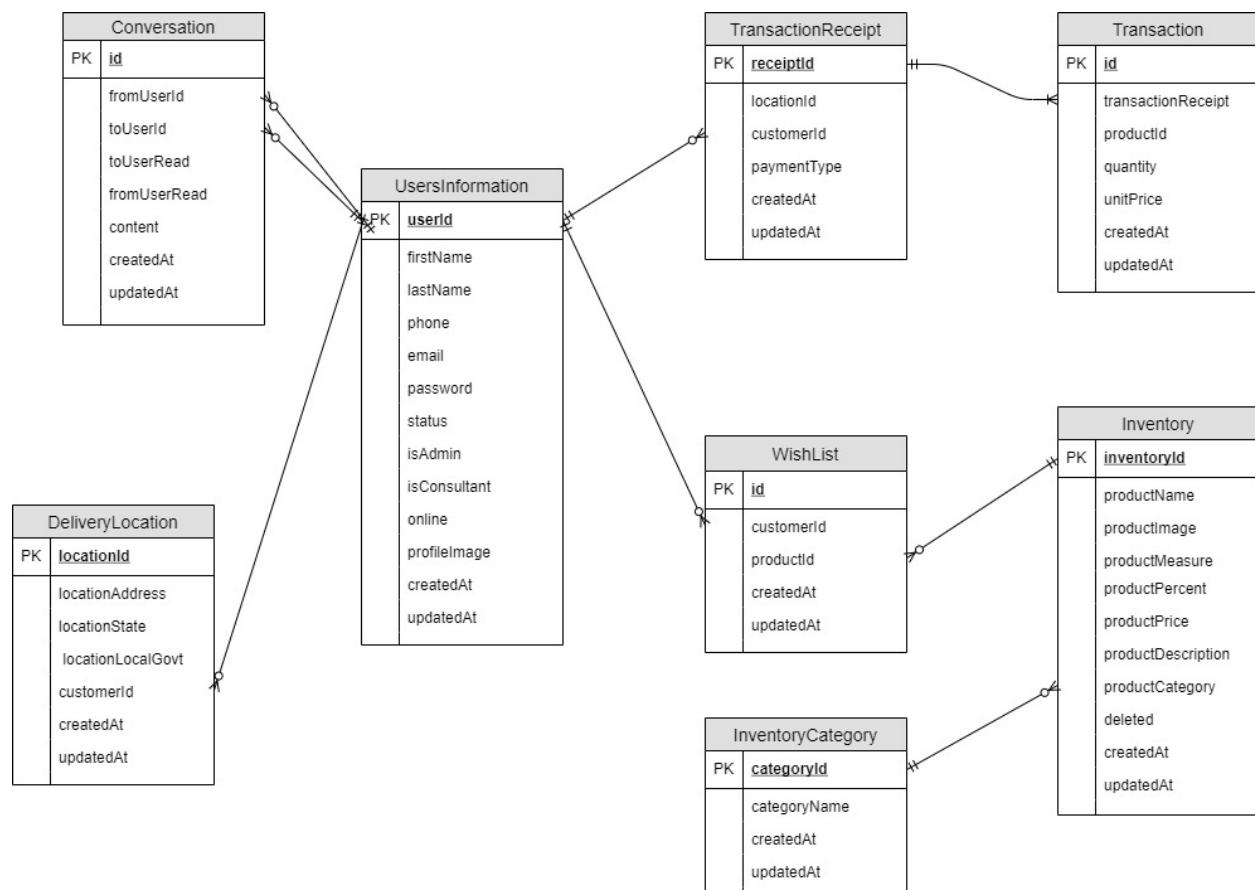 Conversation
PK id
fromUserId
toUserId
toUserRead
fromUserRead
content
createdAt
updatedAt
UsersInformation
PK userId
firstName
lastName
phone
email
password
status
isAdmin
isConsultant
online
profileImage
createdAt
updatedAt
DeliveryLocation
PK locationId
locationAddress
locationState
locationLocalGovt
customerId
createdAt
updatedAt
TransactionReceipt
PK receiptId
locationId
customerId
paymentType
createdAt
updatedAt
Transaction
PK id
transactionReceipt
productId
quantity
unitPrice
createdAt
updatedAt
WishList
PK id
customerId
productId
createdAt
updatedAt
Inventory
PK inventoryId
productName
productImage
productMeasure
productPercent
productPrice
productDescription
productCategory
deleted
createdAt
updatedAt
InventoryCategory
PK categoryId
categoryName
createdAt
updatedAt